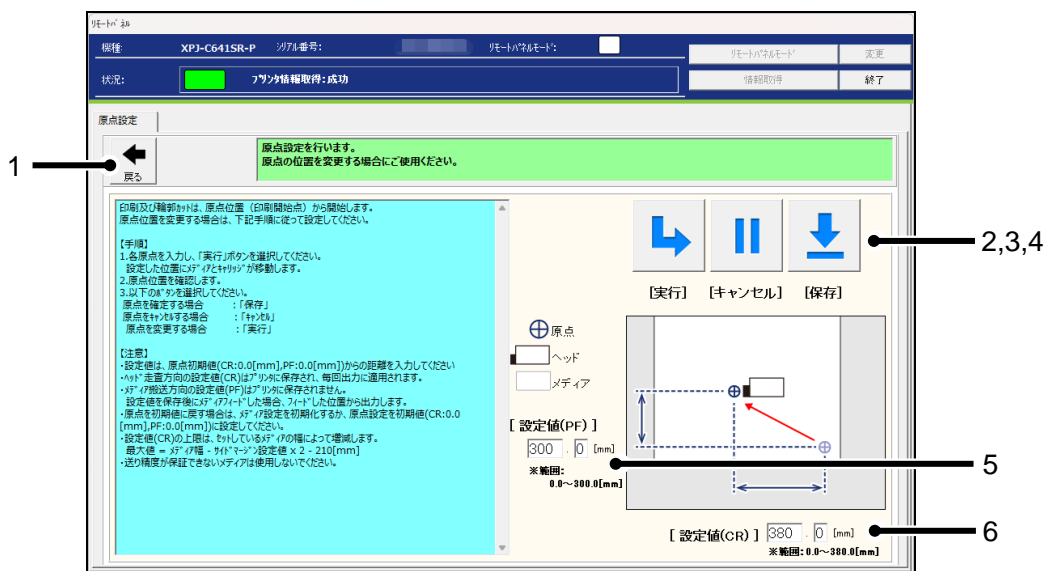 ﾘﾓｰﾄﾊﾟﾈﾙ
機種: XPJ-C641SR-P ｼﾘｱﾙ番号: ﾘﾓｰﾄﾊﾟﾈﾙﾓｰﾄﾞ:
ﾘﾓｰﾄﾊﾟﾈﾙﾓｰﾄﾞ 変更
状況: ﾌﾟﾘﾝﾀ情報取得:成功
情報取得 終了
原点設定
1
戻る
原点設定を行います。
原点の位置を変更する場合にご使用ください。
印刷及び輪郭ｶｯﾄは、原点位置（印刷開始点）から開始します。
原点位置を変更する場合は、下記手順に従って設定してください。
【手順】
1.各原点を入力し、「実行」ﾎﾞﾀﾝを選択してください。
設定した位置にﾒﾃﾞｨｱとｷｬﾘｯｼﾞが移動します。
2.原点位置を確認します。
3.以下のﾎﾞﾀﾝを選択してください。
原点を確定する場合 :「保存」
原点をｷｬﾝｾﾙする場合 :「ｷｬﾝｾﾙ」
原点を変更する場合 :「実行」
【注意】
・設定値は、原点初期値(CR:0.0[mm],PF:0.0[mm])からの距離を入力してください
・ﾍｯﾄﾞ走査方向の設定値(CR)はﾌﾟﾘﾝﾀに保存され、毎回出力に適用されます。
・ﾒﾃﾞｨｱ搬送方向の設定値(PF)はﾌﾟﾘﾝﾀに保存されません。
設定値を保存後にﾒﾃﾞｨｱﾌｨｰﾄﾞした場合、ﾌｨｰﾄﾞした位置から出力します。
・原点を初期値に戻す場合は、ﾒﾃﾞｨｱ設定を初期化するか、原点設定を初期値(CR:0.0
[mm],PF:0.0[mm])に設定してください。
・設定値(CR)の上限は、ｾｯﾄしているﾒﾃﾞｨｱの幅によって増減します。
最大値 = ﾒﾃﾞｨｱ幅 - ｻｲﾄﾞﾏｰｼﾞﾝ設定値 x 2 - 210[mm]
・送り精度が保証できないメディアは使用しないでください。
2,3,4
[実行] [キャンセル] [保存]
原点
ヘッド
メディア
[ 設定値(PF) ]
300 . 0 [mm]
※範囲:
0.0～300.0[mm]
5
[ 設定値(CR) ] 380 . 0 [mm]
※範囲:0.0～380.0[mm]
6